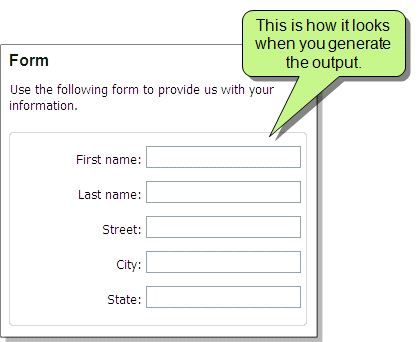 This is how it looks
when you generate
the output.
Form
Use the following form to provide us with your
information.
First name:
Last name:
Street:
City:
State: